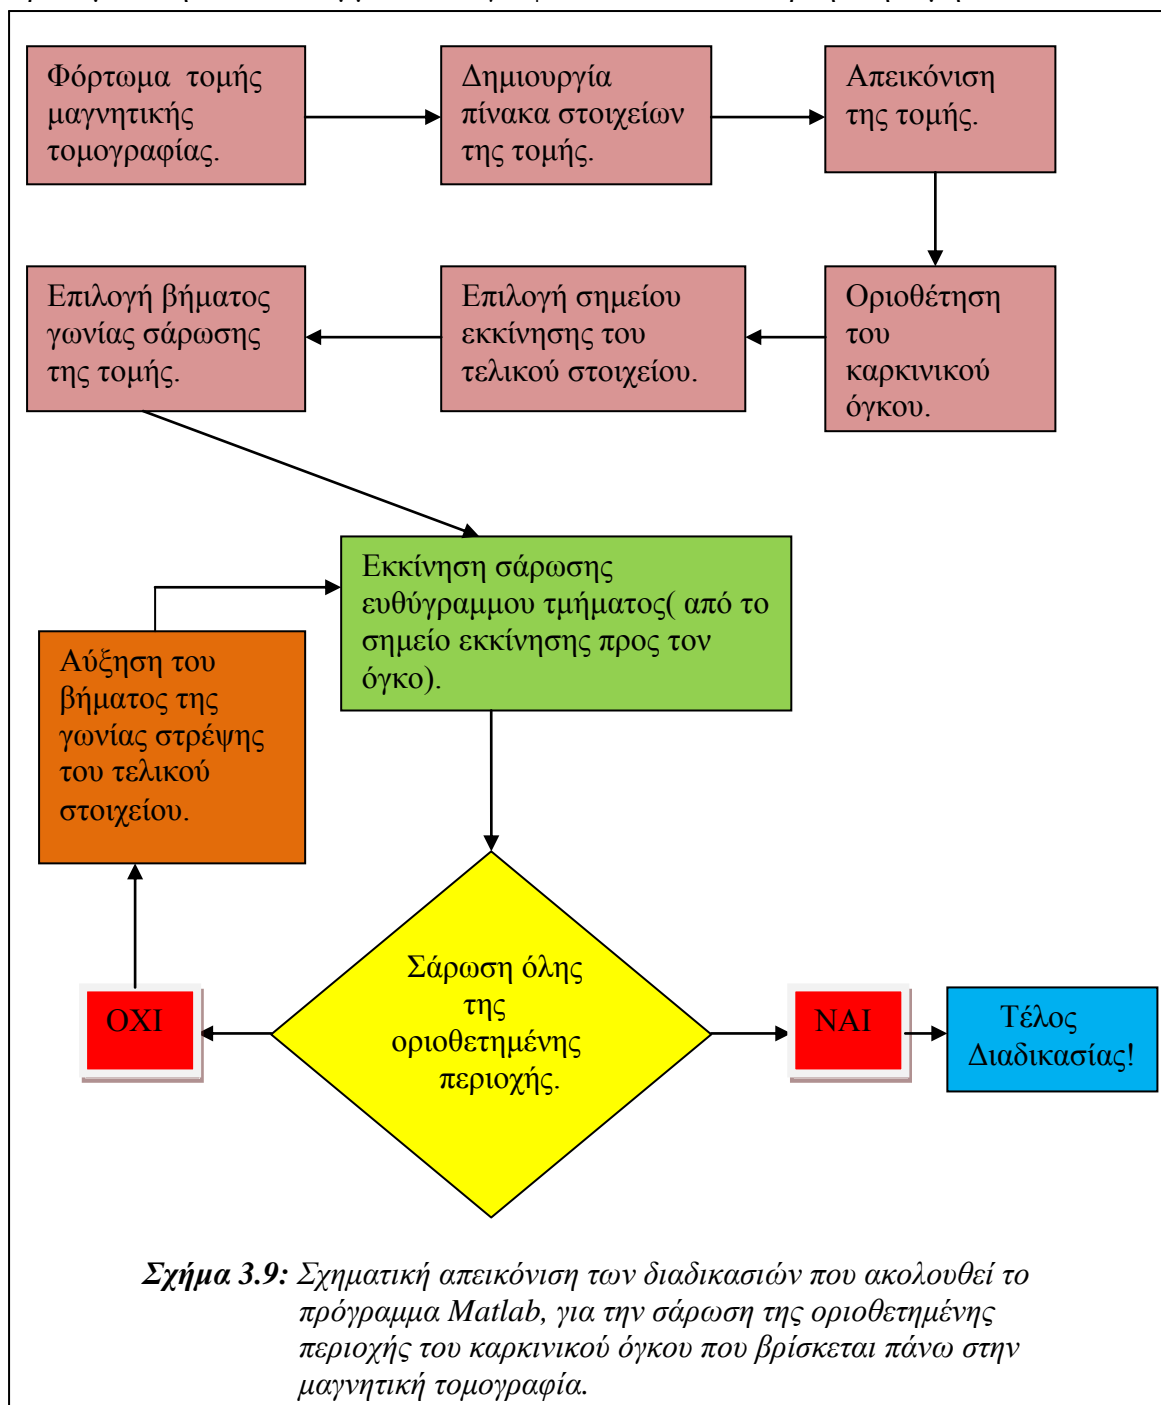 Φόρτωμα τομής
μαγνητικής
τομογραφίας.
Δημιουργία
πίνακα στοιχείων
της τομής.
Απεικόνιση
της τομής.
Επιλογή βήματος
γωνίας σάρωσης
της τομής.
Επιλογή σημείου
εκκίνησης του
τελικού στοιχείου.
Οριοθέτηση
του
καρκινικού
όγκου.
Εκκίνηση σάρωσης
ευθύγραμμου τμήματος( από το
σημείο εκκίνησης προς τον
όγκο).
Αύξηση του
βήματος της
γωνίας στρέψης
του τελικού
στοιχείου.
Σάρωση όλης
της
οριοθετημένης
περιοχής.
ΟΧΙ
ΝΑΙ
Τέλος
Διαδικασίας!
Σχήμα 3.9: Σχηματική απεικόνιση των διαδικασιών που ακολουθεί το
πρόγραμμα Matlab, για την σάρωση της οριοθετημένης
περιοχής του καρκινικού όγκου που βρίσκεται πάνω στην
μαγνητική τομογραφία.